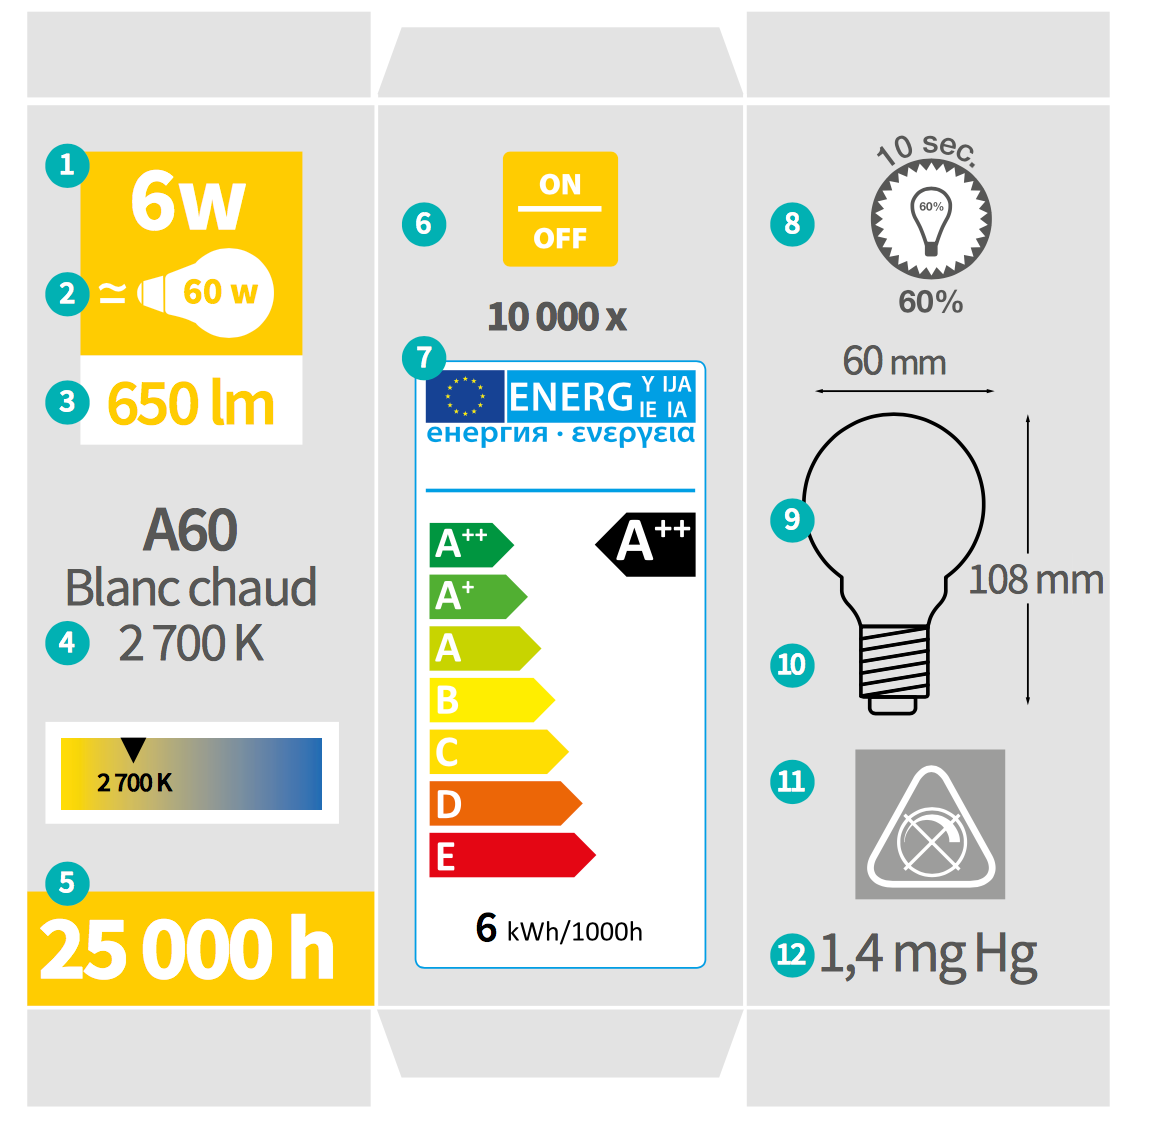 1
6w
2
≃ 60 w
3
650 lm
A60
Blanc chaud
4
2 700 K
2 700 K
5
25 000 h
6
ON
OFF
10 000 x
7
ENERG Y IJA
IE IA
енергия · ενεργεια
A++
A++
A+
A
B
C
D
E
6 kWh/1000h
8
10 sec.
60%
60%
60 mm
9
108 mm
10
11
12
1,4 mg Hg